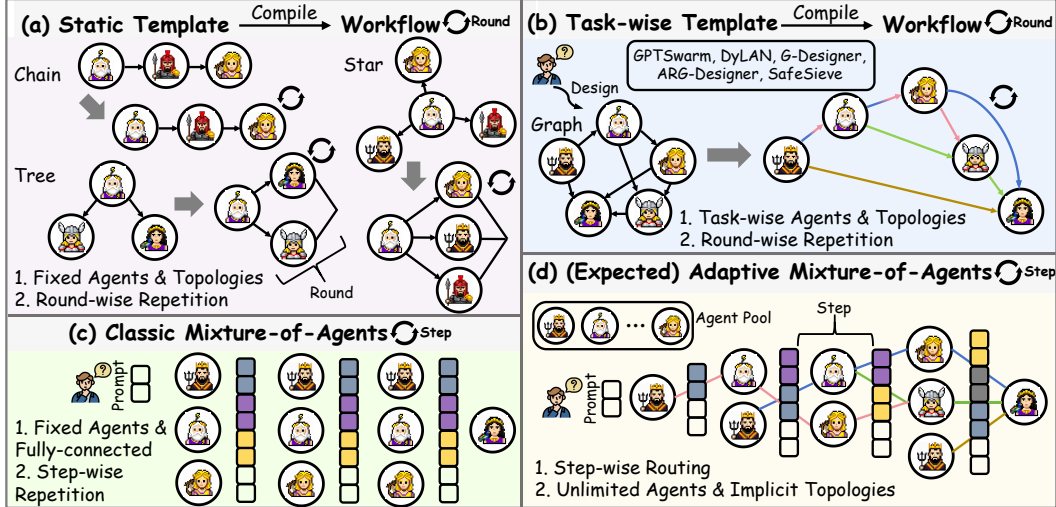 (a) Static Template
Compile
Workflow
Round
Chain
Star
Tree
Round
1. Fixed Agents & Topologies
2. Round-wise Repetition
(b) Task-wise Template
Compile
Workflow
Round
GPTSwarm, DyLAN, G-Designer,
ARG-Designer, SafeSieve
Design
Graph
1. Task-wise Agents & Topologies
2. Round-wise Repetition
(c) Classic Mixture-of-Agents
Step
Prompt
1. Fixed Agents &
Fully-connected
2. Step-wise
Repetition
(d) (Expected) Adaptive Mixture-of-Agents
Step
Agent Pool
Step
Prompt
1. Step-wise Routing
2. Unlimited Agents & Implicit Topologies